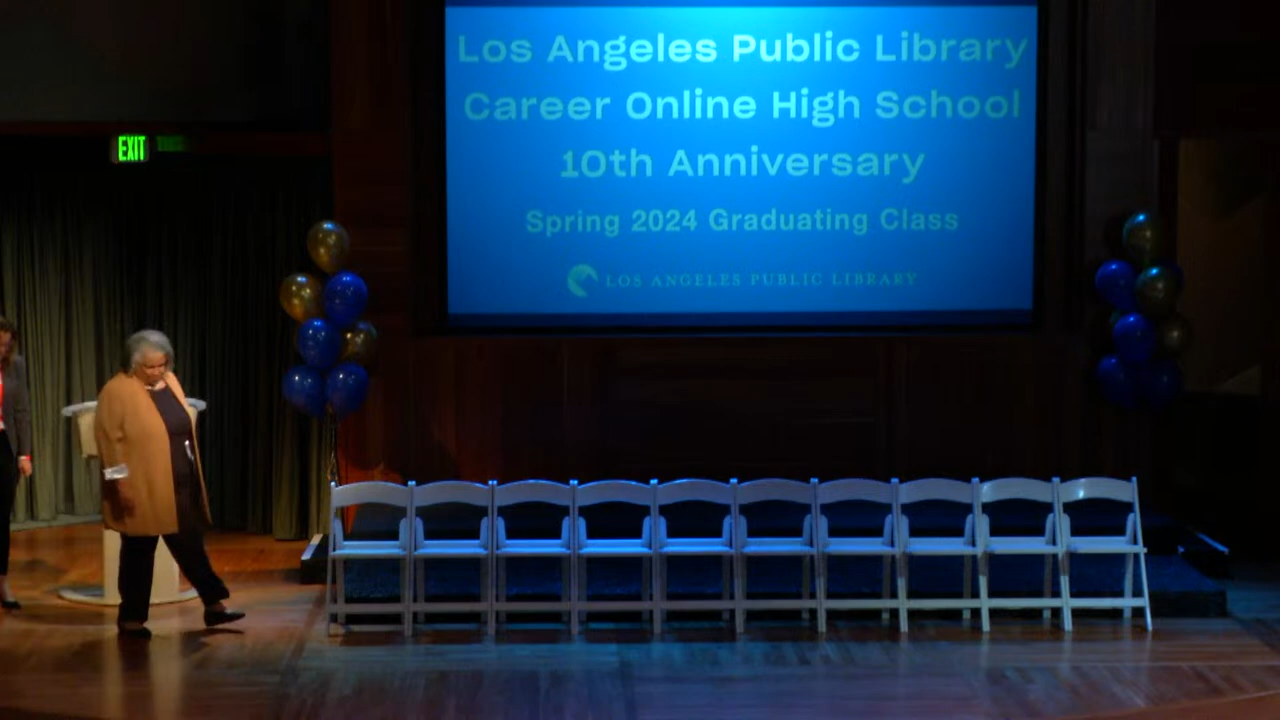 Los Angeles Public Library
Career Online High School
10th Anniversary
Spring 2024 Graduating Class
LOS ANGELES PUBLIC LIBRARY
EXIT